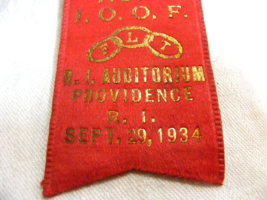 I. O. O. F.
F L T
R. I. AUDITORIUM
PROVIDENCE
R. I.
SEPT. 29, 1934